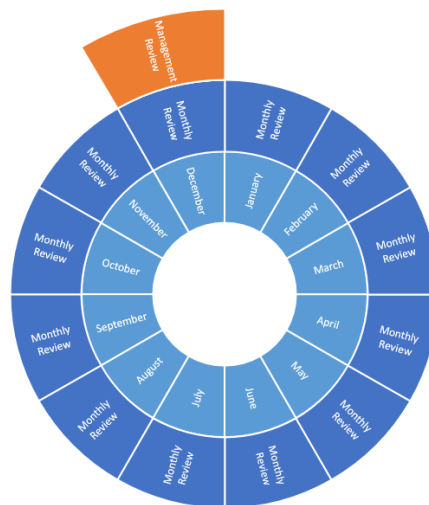 Management
Review
Monthly
Review
Monthly
Review
Monthly
Review
Monthly
Review
Monthly
Review
Monthly
Review
Monthly
Review
Monthly
Review
Monthly
Review
Monthly
Review
Monthly
Review
Monthly
Review
January
February
March
April
May
June
July
August
September
October
November
December